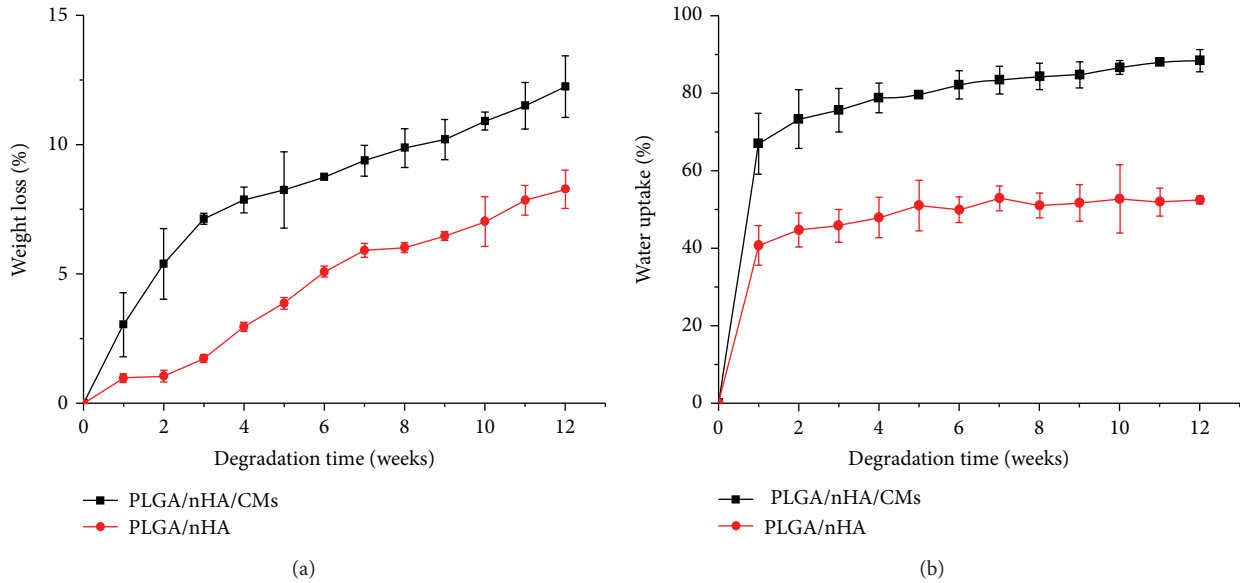 15
10
5
0
Weight loss (%)
0 2 4 6 8 10 12
Degradation time (weeks)
PLGA/nHA/CMs
PLGA/nHA
(a)
100
80
60
40
20
0
Water uptake (%)
0 2 4 6 8 10 12
Degradation time (weeks)
PLGA/nHA/CMs
PLGA/nHA
(b)